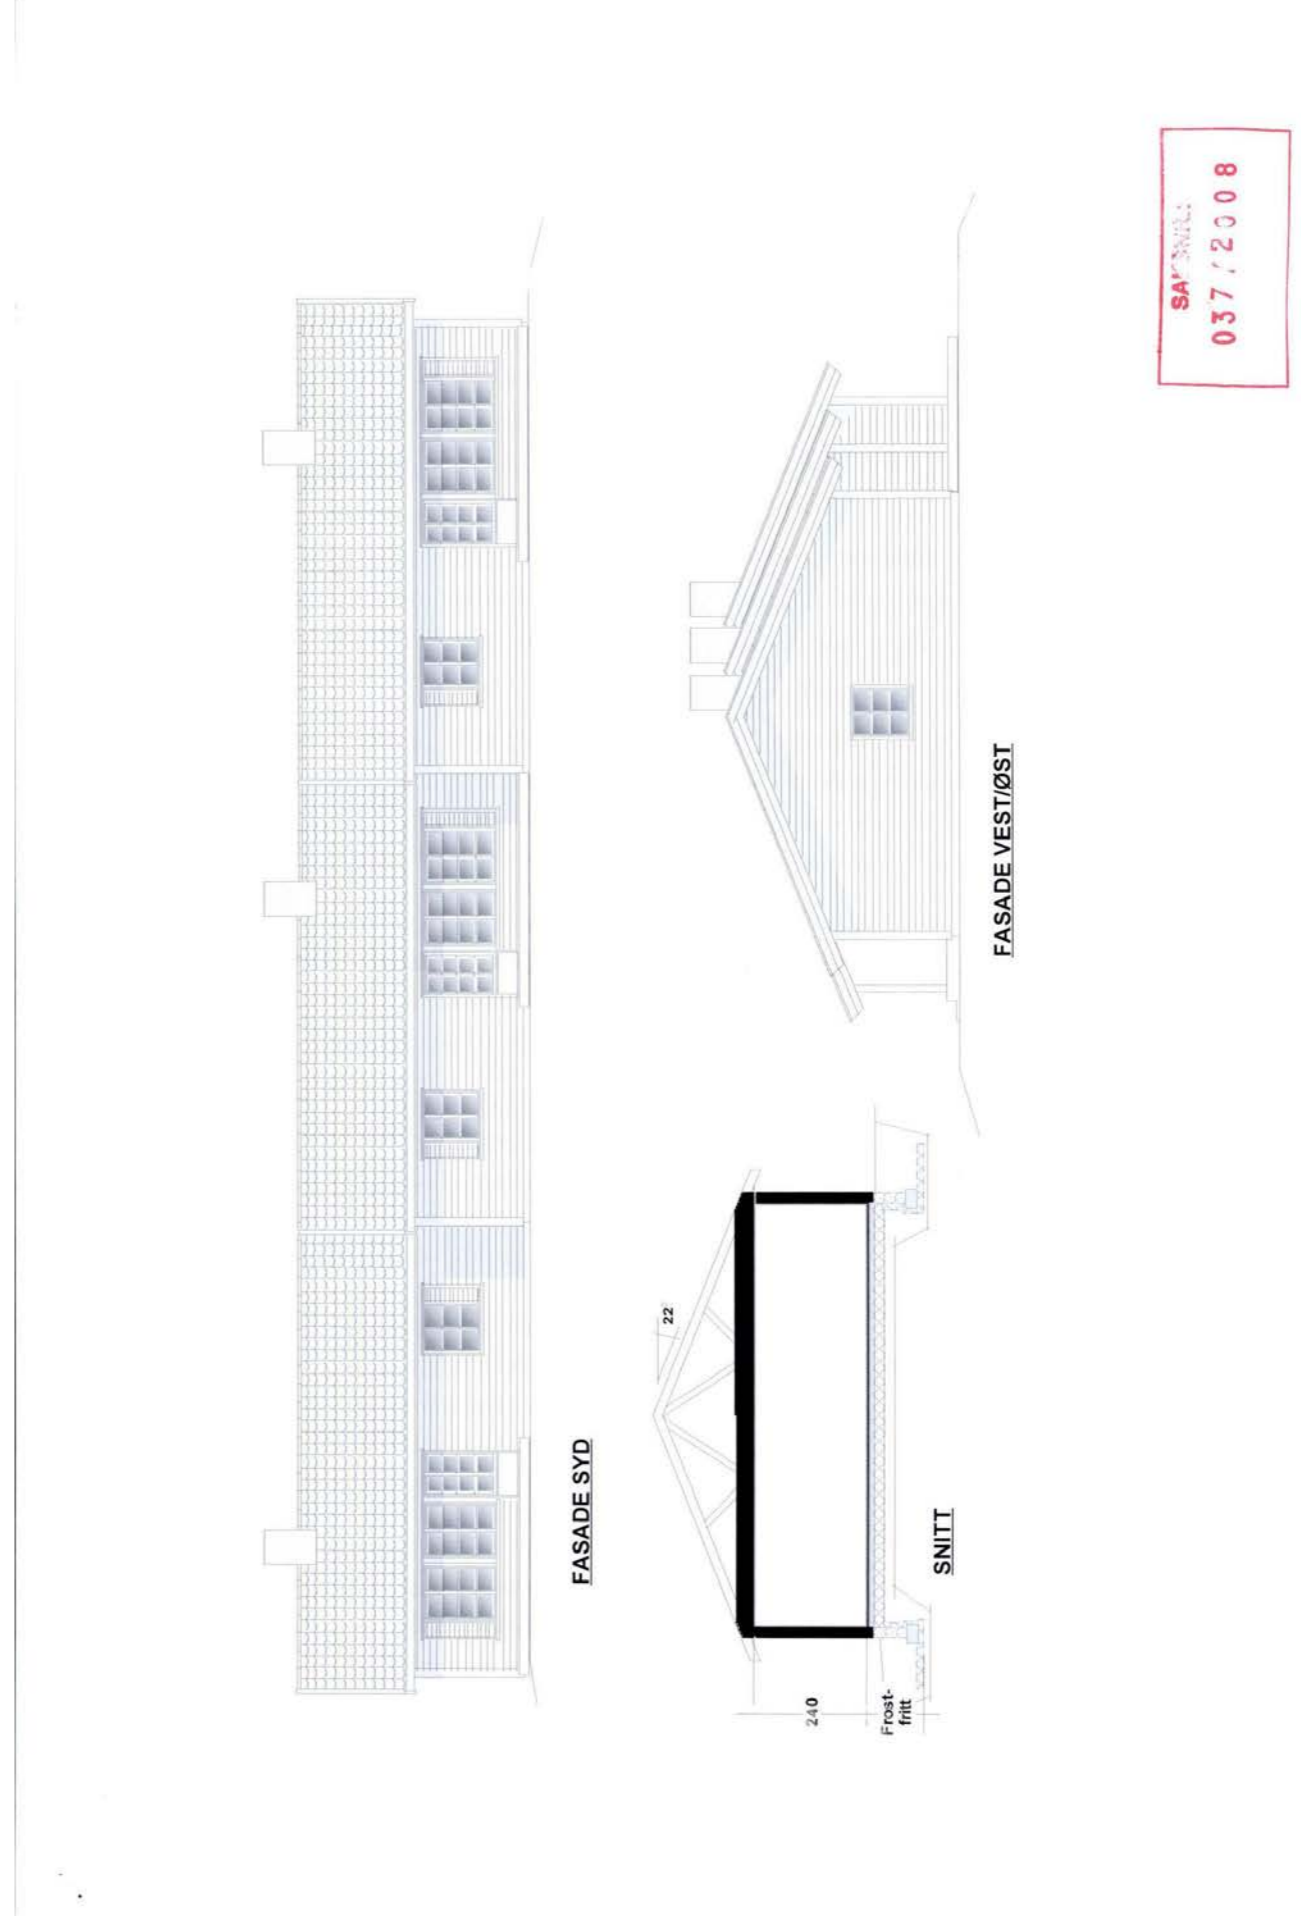 FASADE SYD
22
240
Frost-
fritt
SNITT
FASADE VEST/ØST
037/2008